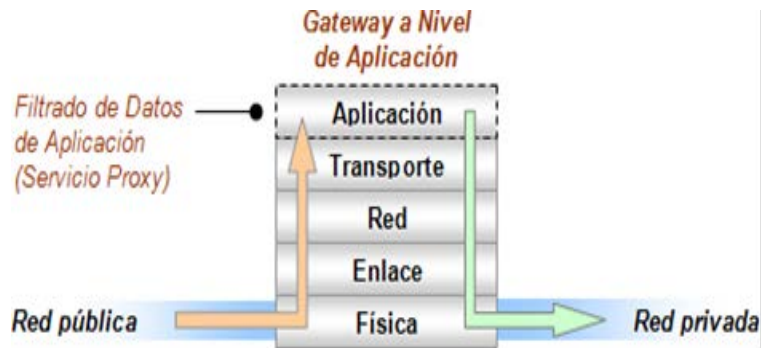 Gateway a Nivel
de Aplicación
Filtrado de Datos
de Aplicación
(Servicio Proxy)
Aplicación
Transporte
Red
Enlace
Física
Red pública
Red privada